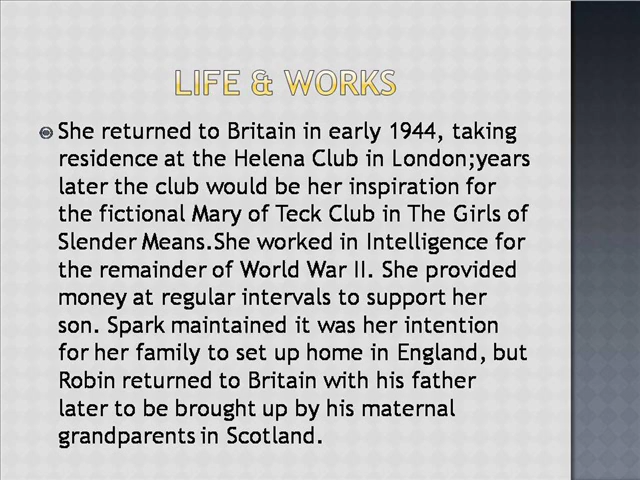 LIFE & WORKS
She returned to Britain in early 1944, taking
residence at the Helena Club in London;years
later the club would be her inspiration for
the fictional Mary of Teck Club in The Girls of
Slender Means.She worked in Intelligence for
the remainder of World War II. She provided
money at regular intervals to support her
son. Spark maintained it was her intention
for her family to set up home in England, but
Robin returned to Britain with his father
later to be brought up by his maternal
grandparents in Scotland.